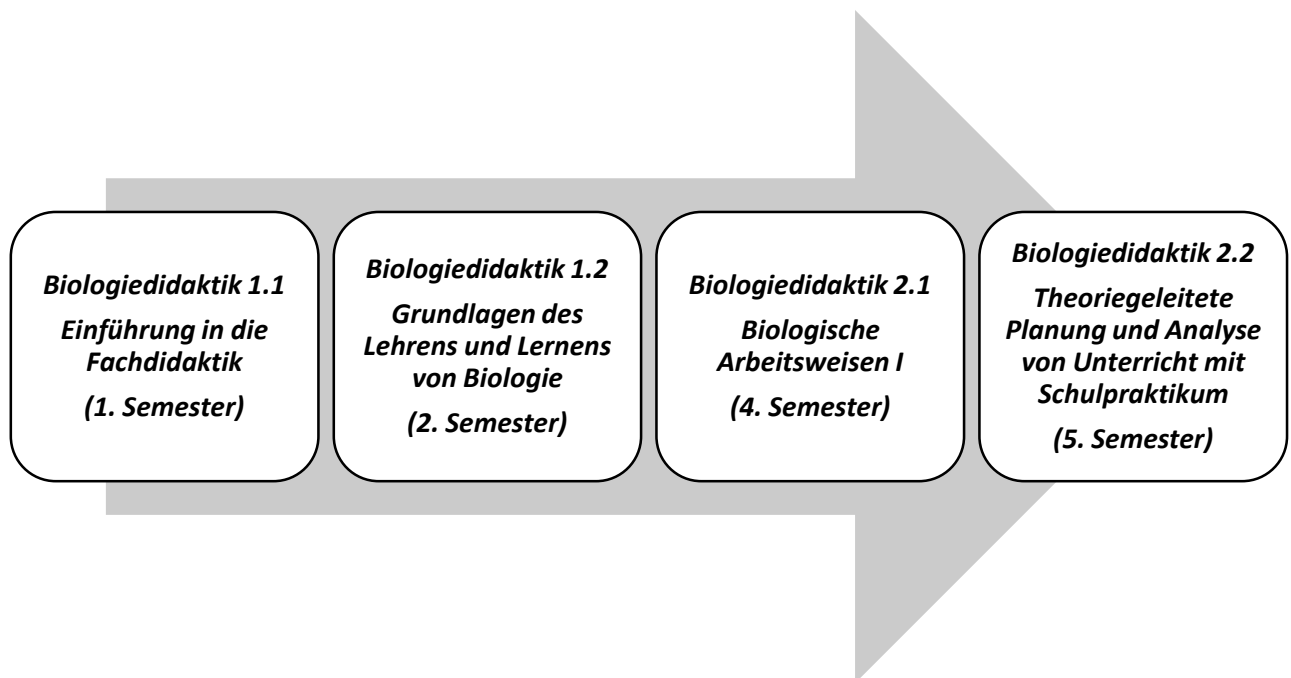 Biologiedidaktik 1.1
Einführung in die
Fachdidaktik
(1. Semester)
Biologiedidaktik 1.2
Grundlagen des
Lehrens und Lernens
von Biologie
(2. Semester)
Biologiedidaktik 2.1
Biologische
Arbeitsweisen I
(4. Semester)
Biologiedidaktik 2.2
Theoriegeleitete
Planung und Analyse
von Unterricht mit
Schulpraktikum
(5. Semester)